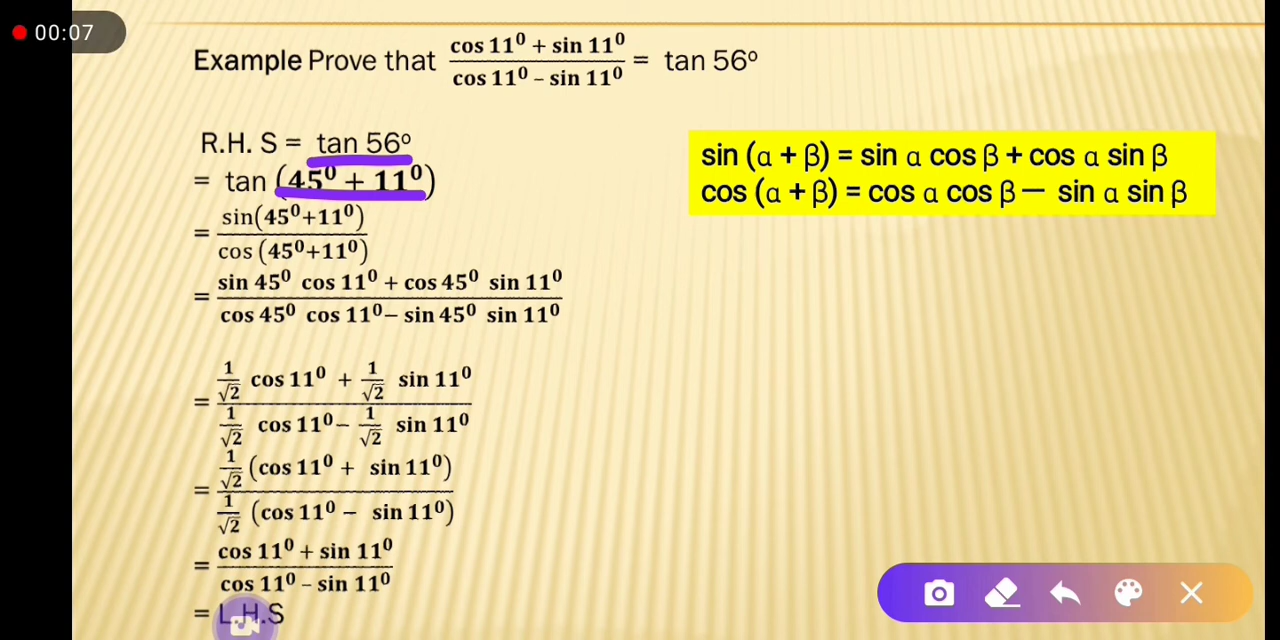 00:07
Example Prove that (cos 11⁰ + sin 11⁰)/(cos 11⁰ − sin 11⁰) = tan 56º
R.H. S = tan 56º
= tan (45⁰ + 11⁰)
= sin(45⁰+11⁰)/cos (45⁰+11⁰)
= (sin 45⁰ cos 11⁰ + cos 45⁰ sin 11⁰)/(cos 45⁰ cos 11⁰− sin 45⁰ sin 11⁰)
= (1/√2 cos 11⁰ + 1/√2 sin 11⁰)/(1/√2 cos 11⁰− 1/√2 sin 11⁰)
= 1/√2 (cos 11⁰ + sin 11⁰)/1/√2 (cos 11⁰ − sin 11⁰)
= (cos 11⁰ + sin 11⁰)/(cos 11⁰ − sin 11⁰)
= L.H.S
sin (α + β) = sin α cos β + cos α sin β
cos (α + β) = cos α cos β − sin α sin β